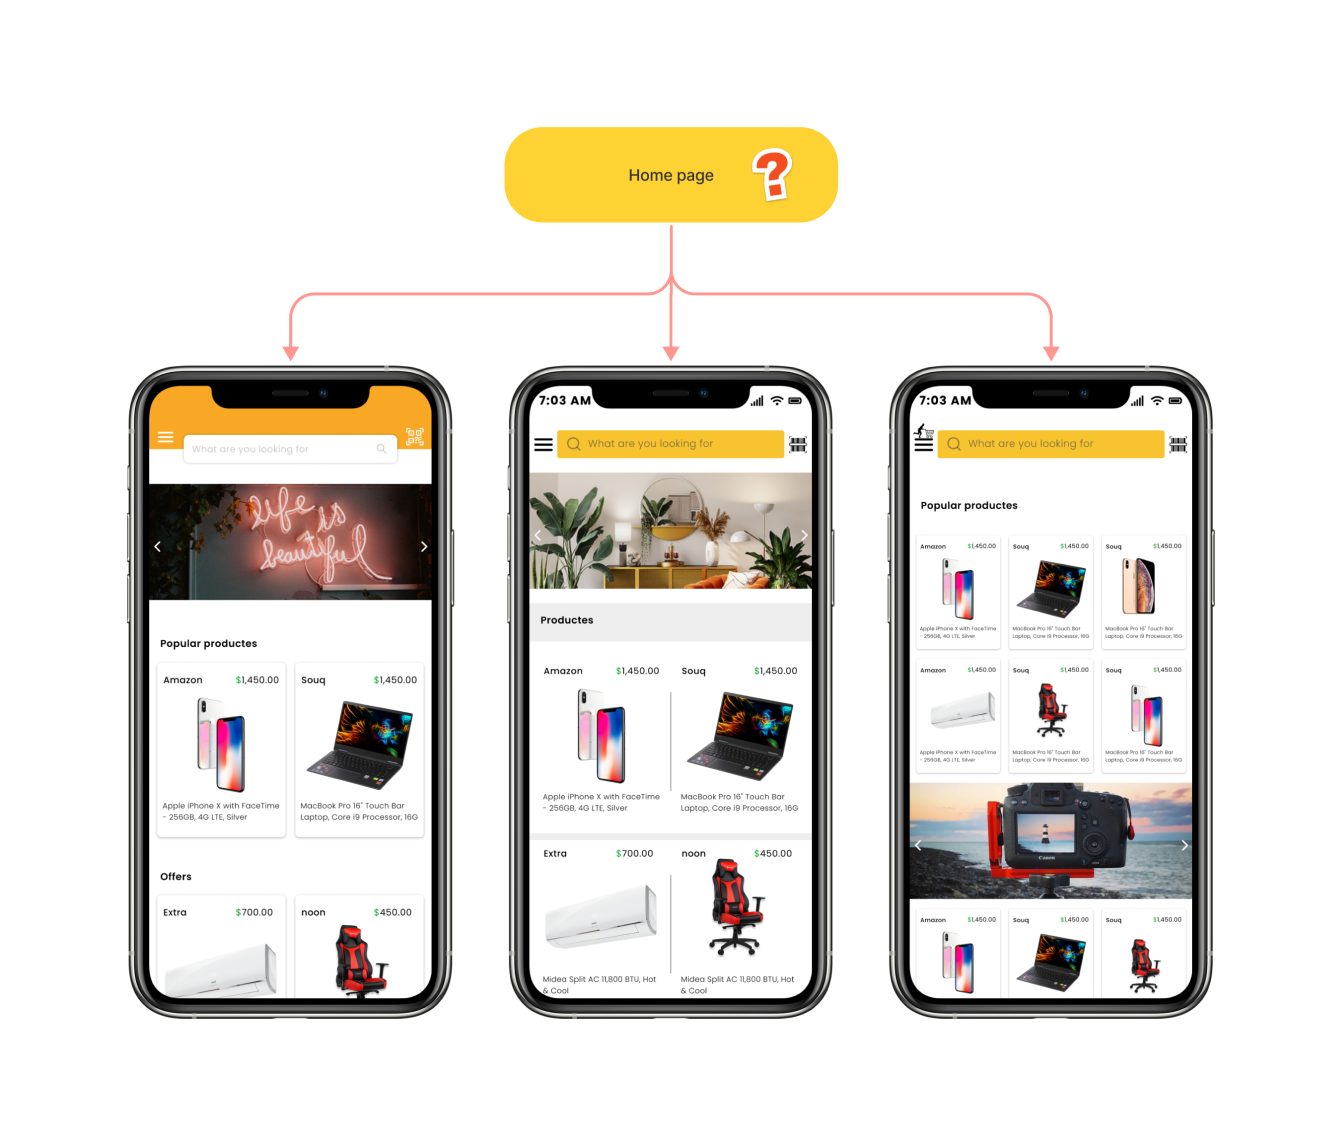 Home page
What are you looking for
life is
beautiful
Popular productes
Amazon $1,450.00
Souq $1,450.00
Apple iPhone X with FaceTime
- 256GB, 4G LTE, Silver
MacBook Pro 16" Touch Bar
Laptop, Core i9 Processor, 16G
Offers
Extra $700.00
noon $450.00
7:03 AM
What are you looking for
Productes
Amazon $1,450.00
Souq $1,450.00
Apple iPhone X with FaceTime
- 256GB, 4G LTE, Silver
MacBook Pro 16" Touch Bar
Laptop, Core i9 Processor, 16G
Extra $700.00
noon $450.00
Midea Split AC 11,800 BTU, Hot
& Cool
Midea Split AC 11,800 BTU, Hot
& Cool
7:03 AM
What are you looking for
Popular productes
Amazon $1,450.00
Souq $1,450.00
Souq $1,450.00
Apple iPhone X with FaceTime
- 256GB, 4G LTE, Silver
MacBook Pro 16" Touch Bar
Laptop, Core i9 Processor, 16G
MacBook Pro 16" Touch Bar
Laptop, Core i9 Processor, 16G
Amazon $1,450.00
Souq $1,450.00
Souq $1,450.00
Apple iPhone X with FaceTime
- 256GB, 4G LTE, Silver
MacBook Pro 16" Touch Bar
Laptop, Core i9 Processor, 16G
MacBook Pro 16" Touch Bar
Laptop, Core i9 Processor, 16G
Canon
Amazon $1,450.00
Souq $1,450.00
Souq $1,450.00